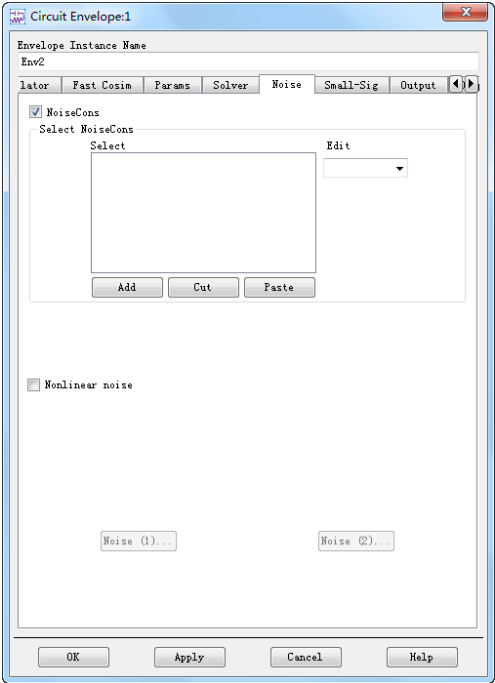 Circuit Envelope:1
Envelope Instance Name
Env2
lator Fast Cosim Params Solver Noise Small-Sig Output
NoiseCons
Select NoiseCons
Select Edit
Add Cut Paste
Nonlinear noise
Noise (1)... Noise (2)...
OK Apply Cancel Help